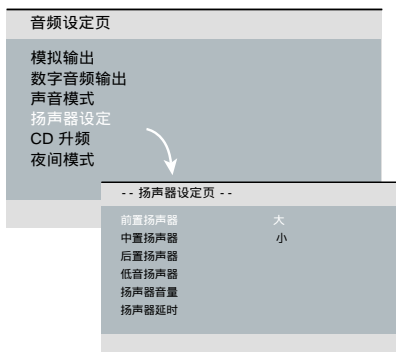 音频设定页
模拟输出
数字音频输出
声音模式
扬声器设定
CD 升频
夜间模式
- - 扬声器设定页 - -
前置扬声器 大
中置扬声器 小
后置扬声器
低音扬声器
扬声器音量
扬声器延时